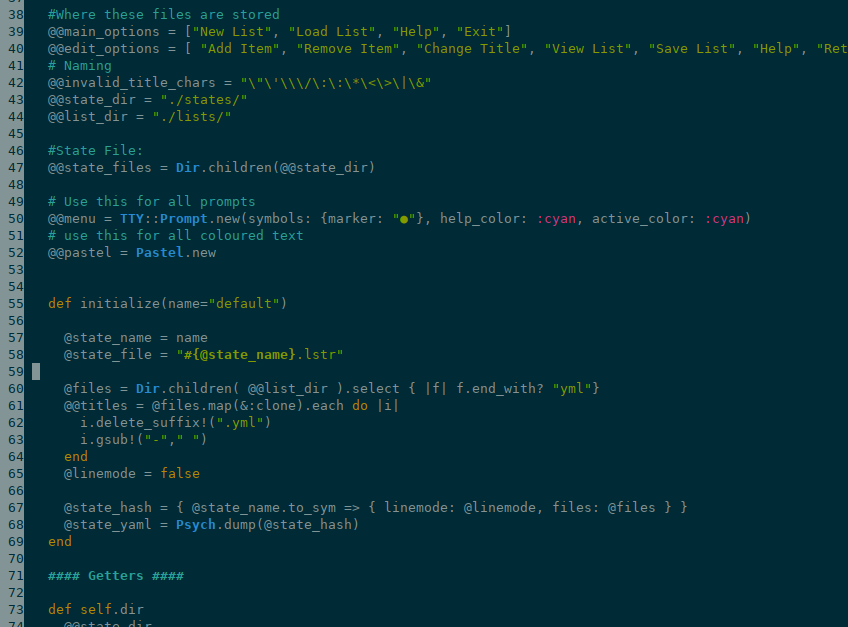 38 #Where these files are stored
39 @@main_options = ["New List", "Load List", "Help", "Exit"]
40 @@edit_options = [ "Add Item", "Remove Item", "Change Title", "View List", "Save List", "Help", "Ret
41 # Naming
42 @@invalid_title_chars = "\"\'\\\/\:\:\*\<\>\|\&"
43 @@state_dir = "./states/"
44 @@list_dir = "./lists/"
45
46 #State File:
47 @@state_files = Dir.children(@@state_dir)
48
49 # Use this for all prompts
50 @@menu = TTY::Prompt.new(symbols: {marker: "●"}, help_color: :cyan, active_color: :cyan)
51 # use this for all coloured text
52 @@pastel = Pastel.new
53
54
55 def initialize(name="default")
56
57 @state_name = name
58 @state_file = "#{@state_name}.lstr"
59
60 @files = Dir.children( @@list_dir ).select { |f| f.end_with? "yml"}
61 @@titles = @files.map(&:clone).each do |i|
62 i.delete_suffix!(".yml")
63 i.gsub!("-"," ")
64 end
65 @linemode = false
66
67 @state_hash = { @state_name.to_sym => { linemode: @linemode, files: @files } }
68 @state_yaml = Psych.dump(@state_hash)
69 end
70
71 #### Getters ####
72
73 def self.dir
74 @@state_dir